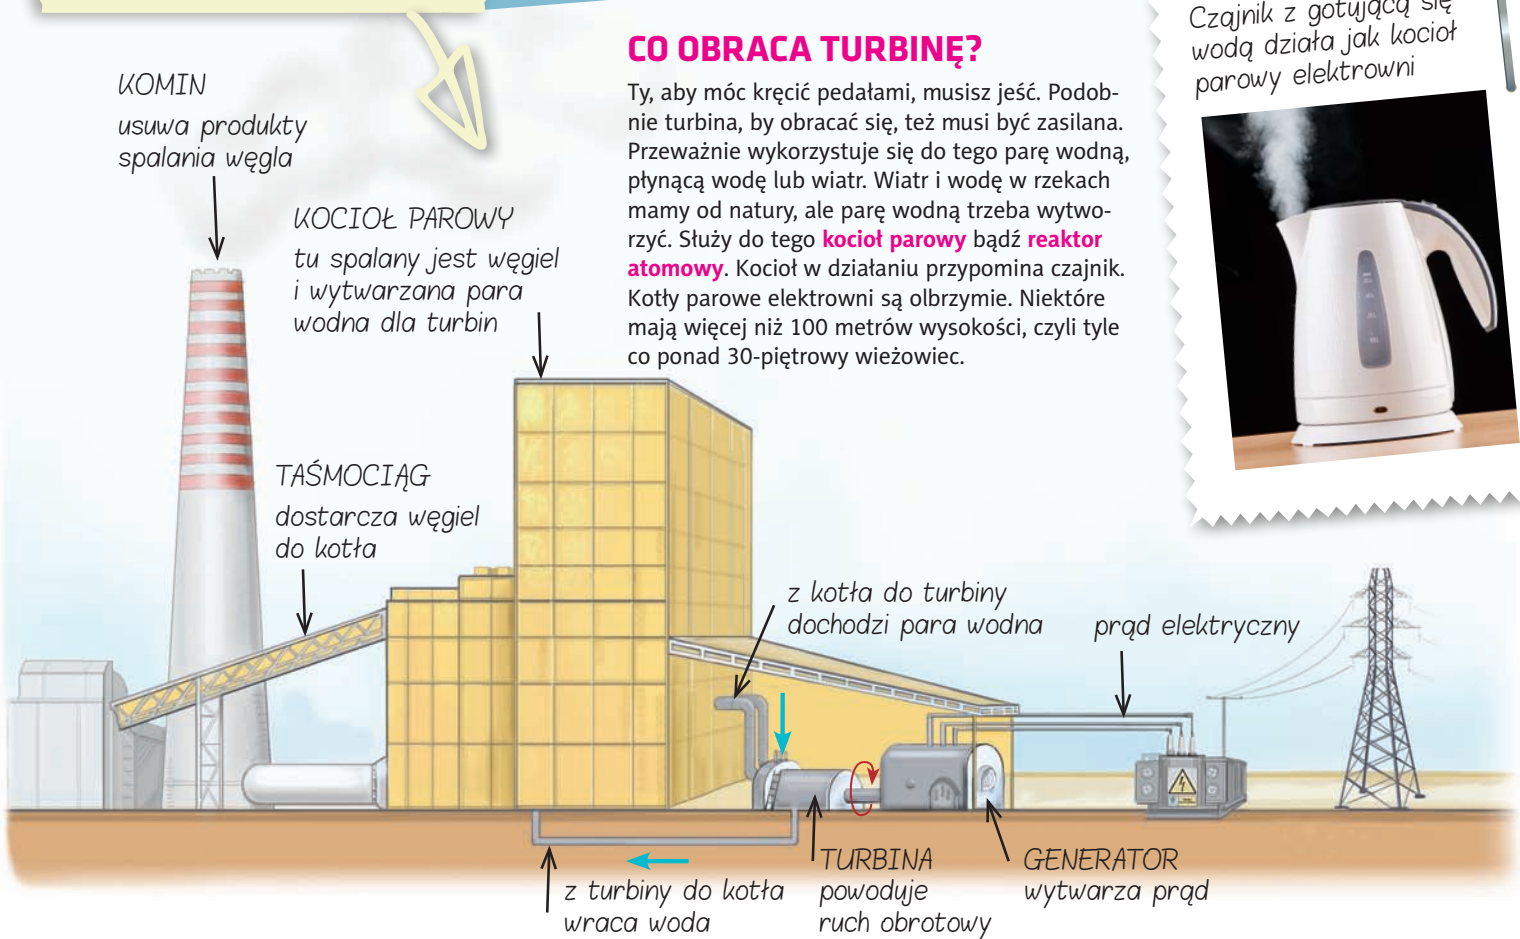 CO OBRACA TURBINĘ?
Ty, aby móc kręcić pedałami, musisz jeść. Podob-
nie turbina, by obracać się, też musi być zasilana.
Przeważnie wykorzystuje się do tego parę wodną,
płynącą wodę lub wiatr. Wiatr i wodę w rzekach
mamy od natury, ale parę wodną trzeba wytwo-
rzyć. Służy do tego kocioł parowy bądź reaktor
atomowy. Kocioł w działaniu przypomina czajnik.
Kotły parowe elektrowni są olbrzymie. Niektóre
mają więcej niż 100 metrów wysokości, czyli tyle
co ponad 30-piętrowy wieżowiec.
Czajnik z gotującą się
wodą działa jak kocioł
parowy elektrowni
KOMIN
usuwa produkty
spalania węgla
KOCIOŁ PAROWY
tu spalany jest węgiel
i wytwarzana para
wodna dla turbin
TAŚMOCIĄG
dostarcza węgiel
do kotła
z kotła do turbiny
dochodzi para wodna
prąd elektryczny
z turbiny do kotła
wraca woda
TURBINA
powoduje
ruch obrotowy
GENERATOR
wytwarza prąd